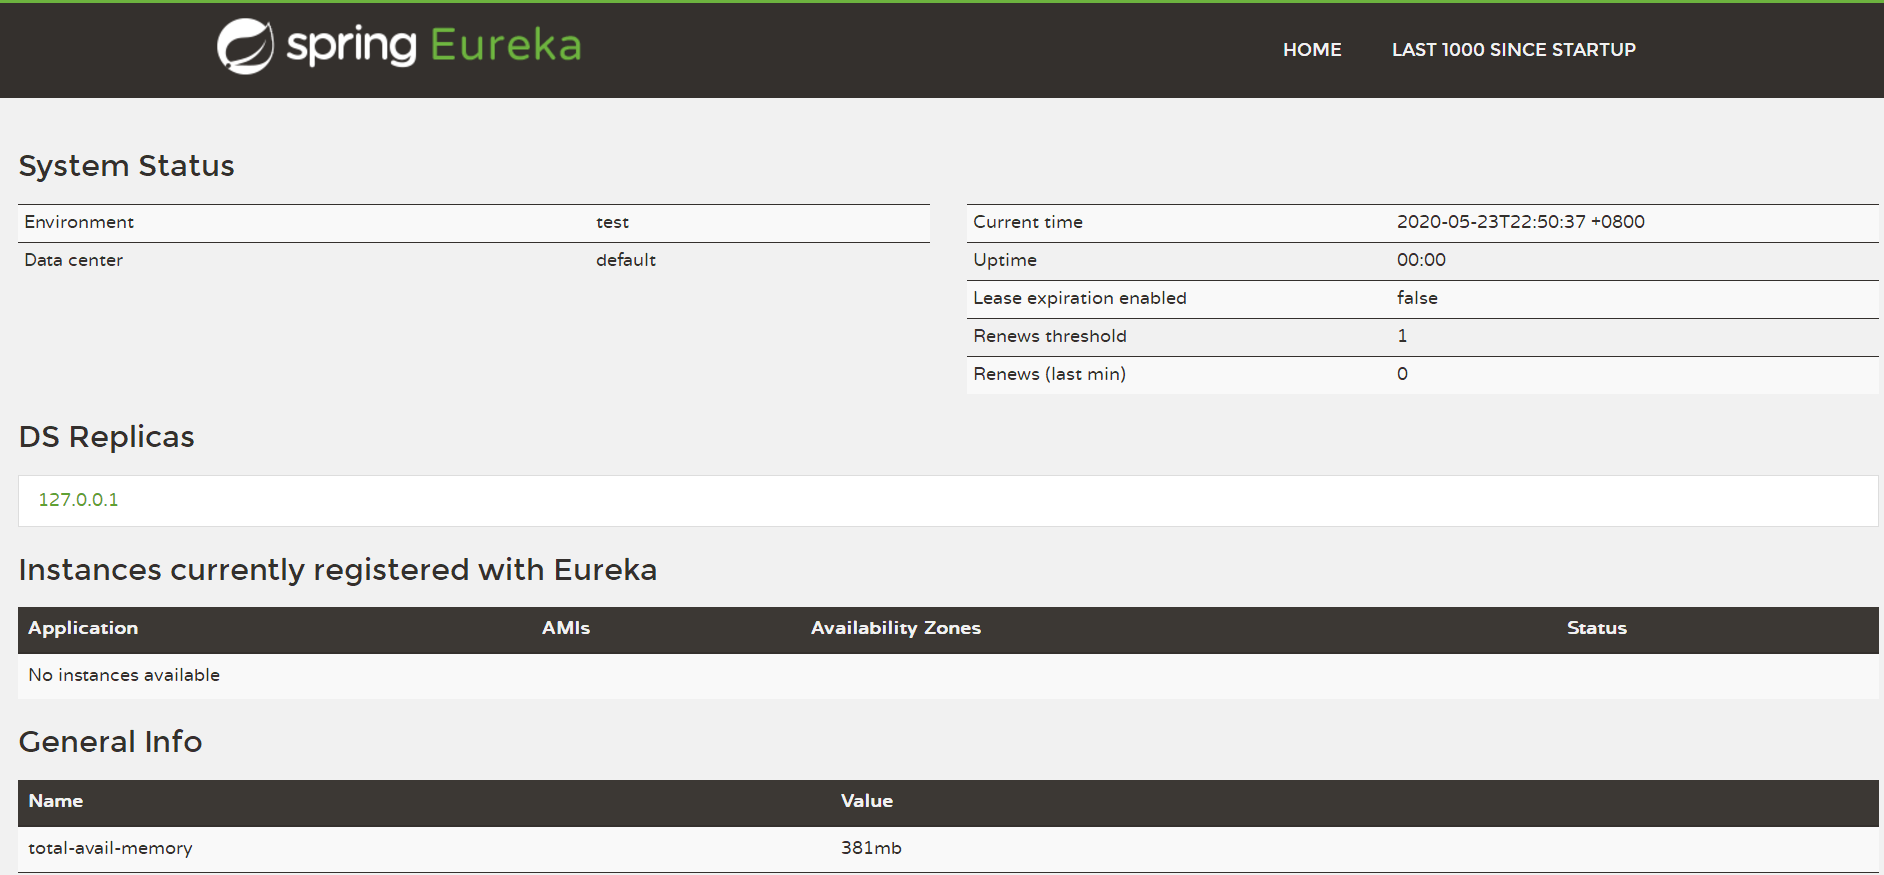 spring Eureka
HOME LAST 1000 SINCE STARTUP
System Status
Environment test
Data center default
Current time 2020-05-23T22:50:37 +0800
Uptime 00:00
Lease expiration enabled false
Renews threshold 1
Renews (last min) 0
DS Replicas
127.0.0.1
Instances currently registered with Eureka
Application AMIs Availability Zones Status
No instances available
General Info
Name Value
total-avail-memory 381mb